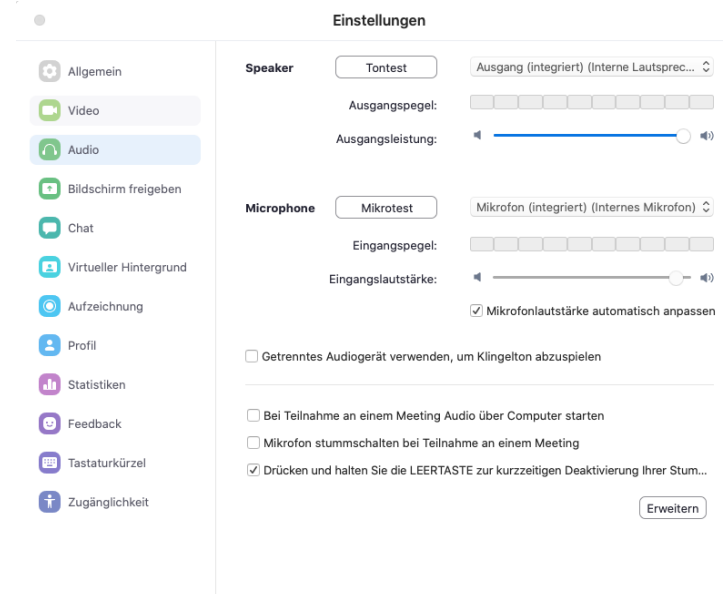 Einstellungen
Allgemein
Video
Audio
Bildschirm freigeben
Chat
Virtueller Hintergrund
Aufzeichnung
Profil
Statistiken
Feedback
Tastaturkürzel
Zugänglichkeit
Speaker Tontest Ausgang (integriert) (Interne Lautsprec...
Ausgangspegel:
Ausgangsleistung:
Microphone Mikrotest Mikrofon (integriert) (Internes Mikrofon)
Eingangspegel:
Eingangslautstärke:
Mikrofonlautstärke automatisch anpassen
Getrenntes Audiogerät verwenden, um Klingelton abzuspielen
Bei Teilnahme an einem Meeting Audio über Computer starten
Mikrofon stummschalten bei Teilnahme an einem Meeting
Drücken und halten Sie die LEERTASTE zur kurzzeitigen Deaktivierung Ihrer Stum...
Erweitern